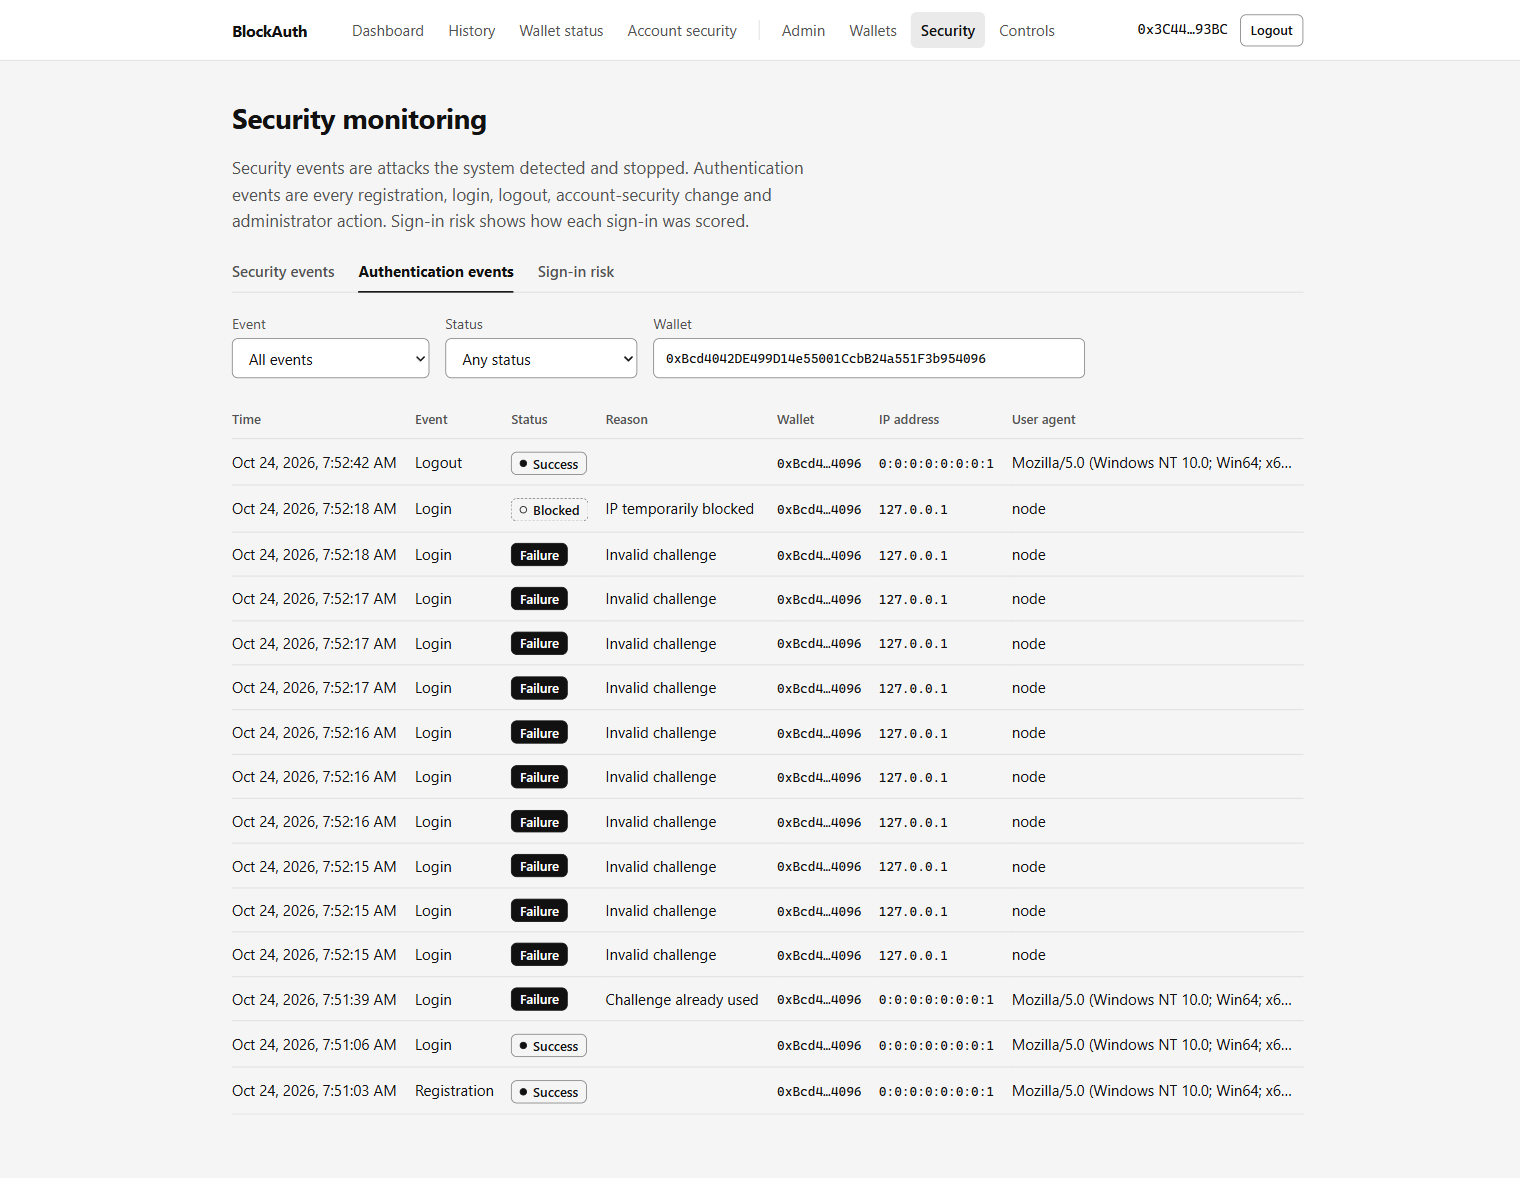 BlockAuth Dashboard History Wallet status Account security Admin Wallets Security Controls 0x3C44…93BC Logout
Security monitoring
Security events are attacks the system detected and stopped. Authentication
events are every registration, login, logout, account-security change and
administrator action. Sign-in risk shows how each sign-in was scored.
Security events Authentication events Sign-in risk
Event Status Wallet
All events Any status 0xBcd4042DE499D14e55001CcbB24a551F3b954096
Time Event Status Reason Wallet IP address User agent
Oct 24, 2026, 7:52:42 AM Logout Success 0xBcd4…4096 0:0:0:0:0:0:0:1 Mozilla/5.0 (Windows NT 10.0; Win64; x6...
Oct 24, 2026, 7:52:18 AM Login Blocked IP temporarily blocked 0xBcd4…4096 127.0.0.1 node
Oct 24, 2026, 7:52:18 AM Login Failure Invalid challenge 0xBcd4…4096 127.0.0.1 node
Oct 24, 2026, 7:52:17 AM Login Failure Invalid challenge 0xBcd4…4096 127.0.0.1 node
Oct 24, 2026, 7:52:17 AM Login Failure Invalid challenge 0xBcd4…4096 127.0.0.1 node
Oct 24, 2026, 7:52:17 AM Login Failure Invalid challenge 0xBcd4…4096 127.0.0.1 node
Oct 24, 2026, 7:52:16 AM Login Failure Invalid challenge 0xBcd4…4096 127.0.0.1 node
Oct 24, 2026, 7:52:16 AM Login Failure Invalid challenge 0xBcd4…4096 127.0.0.1 node
Oct 24, 2026, 7:52:16 AM Login Failure Invalid challenge 0xBcd4…4096 127.0.0.1 node
Oct 24, 2026, 7:52:15 AM Login Failure Invalid challenge 0xBcd4…4096 127.0.0.1 node
Oct 24, 2026, 7:52:15 AM Login Failure Invalid challenge 0xBcd4…4096 127.0.0.1 node
Oct 24, 2026, 7:52:15 AM Login Failure Invalid challenge 0xBcd4…4096 127.0.0.1 node
Oct 24, 2026, 7:51:39 AM Login Failure Challenge already used 0xBcd4…4096 0:0:0:0:0:0:0:1 Mozilla/5.0 (Windows NT 10.0; Win64; x6...
Oct 24, 2026, 7:51:06 AM Login Success 0xBcd4…4096 0:0:0:0:0:0:0:1 Mozilla/5.0 (Windows NT 10.0; Win64; x6...
Oct 24, 2026, 7:51:03 AM Registration Success 0xBcd4…4096 0:0:0:0:0:0:0:1 Mozilla/5.0 (Windows NT 10.0; Win64; x6...